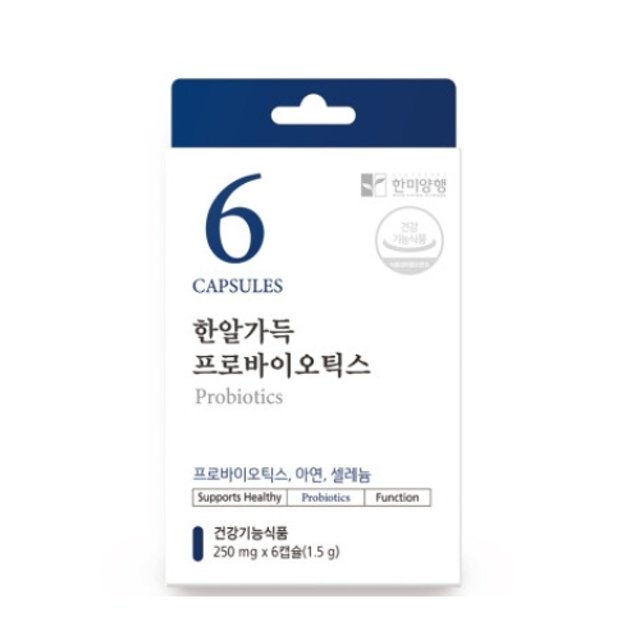 6
CAPSULES
한미양행
건강
기능식품
한알가득
프로바이오틱스
Probiotics
프로바이오틱스, 아연, 셀레늄
Supports Healthy Probiotics Function
건강기능식품
250 mg x 6캡슐(1.5 g)